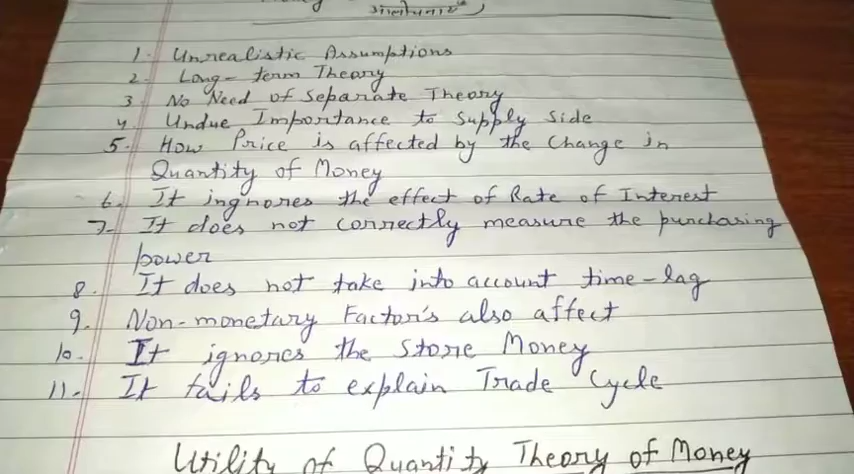 आलोचनायें
1. Unrealistic Assumptions
2. Long-term Theory
3 No Need of Separate Theory
4 Undue Importance to Supply Side
5. How Price is affected by the Change in
Quantity of Money
6. It ingnores the effect of Rate of Interest
7. It does not correctly measure the purchasing
power
8. It does not take into account time-lag
9. Non-monetary Factor's also affect
10. It ignores the Store Money
11. It fails to explain Trade Cycle
Utility of Quantity Theory of Money